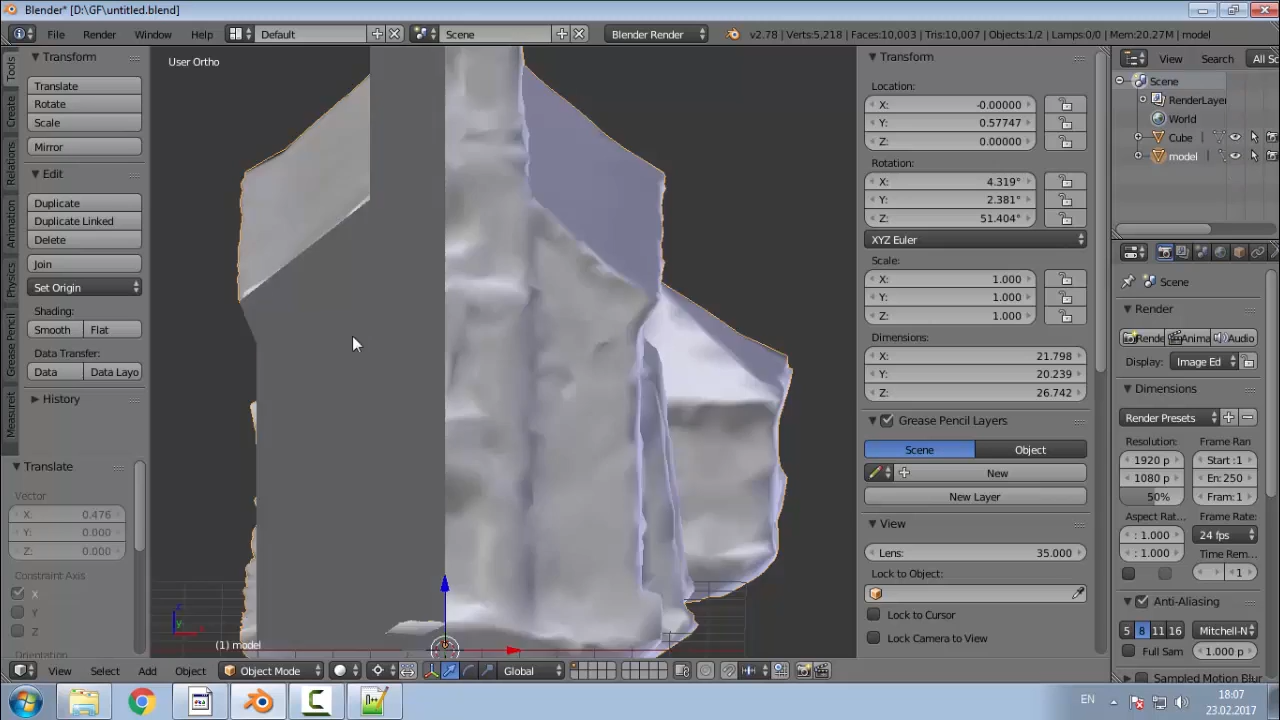 Blender* [D:\GF\untitled.blend]
File Render Window Help Default Scene Blender Render v2.78 | Verts:5,218 | Faces:10,003 | Tris:10,007 | Objects:1/2 | Lamps:0/0 | Mem:20.27M | model
Tools
Create
Relations
Animation
Physics
Grease Pencil
Measureit
Transform
Translate
Rotate
Scale
Mirror
Edit
Duplicate
Duplicate Linked
Delete
Join
Set Origin
Shading:
Smooth Flat
Data Transfer:
Data Data Layo
History
Translate
Vector
X: 0.476
Y: 0.000
Z: 0.000
Constraint Axis
X
Y
Z
Orientation
User Ortho
(1) model
Transform
Location:
X: -0.00000
Y: 0.57747
Z: 0.00000
Rotation:
X: 4.319°
Y: 2.381°
Z: 51.404°
XYZ Euler
Scale:
X: 1.000
Y: 1.000
Z: 1.000
Dimensions:
X: 21.798
Y: 20.239
Z: 26.742
Grease Pencil Layers
Scene Object
New
New Layer
View
Lens: 35.000
Lock to Object:
Lock to Cursor
Lock Camera to View
View Search All Sc
Scene
RenderLayer
World
Cube
model
Scene
Render
Rende Anima Audio
Display: Image Ed
Dimensions
Render Presets
Resolution: Frame Ran
1920 p Start :1
1080 p En: 250
50% Fram: 1
Aspect Rat... Frame Rate:
: 1.000 24 fps
: 1.000 Time Rem...
1
Anti-Aliasing
5 8 11 16 Mitchell-N
Full Sam 1.000 p
Sampled Motion Blur
View Select Add Object Object Mode Global
EN 18:07
23.02.2017